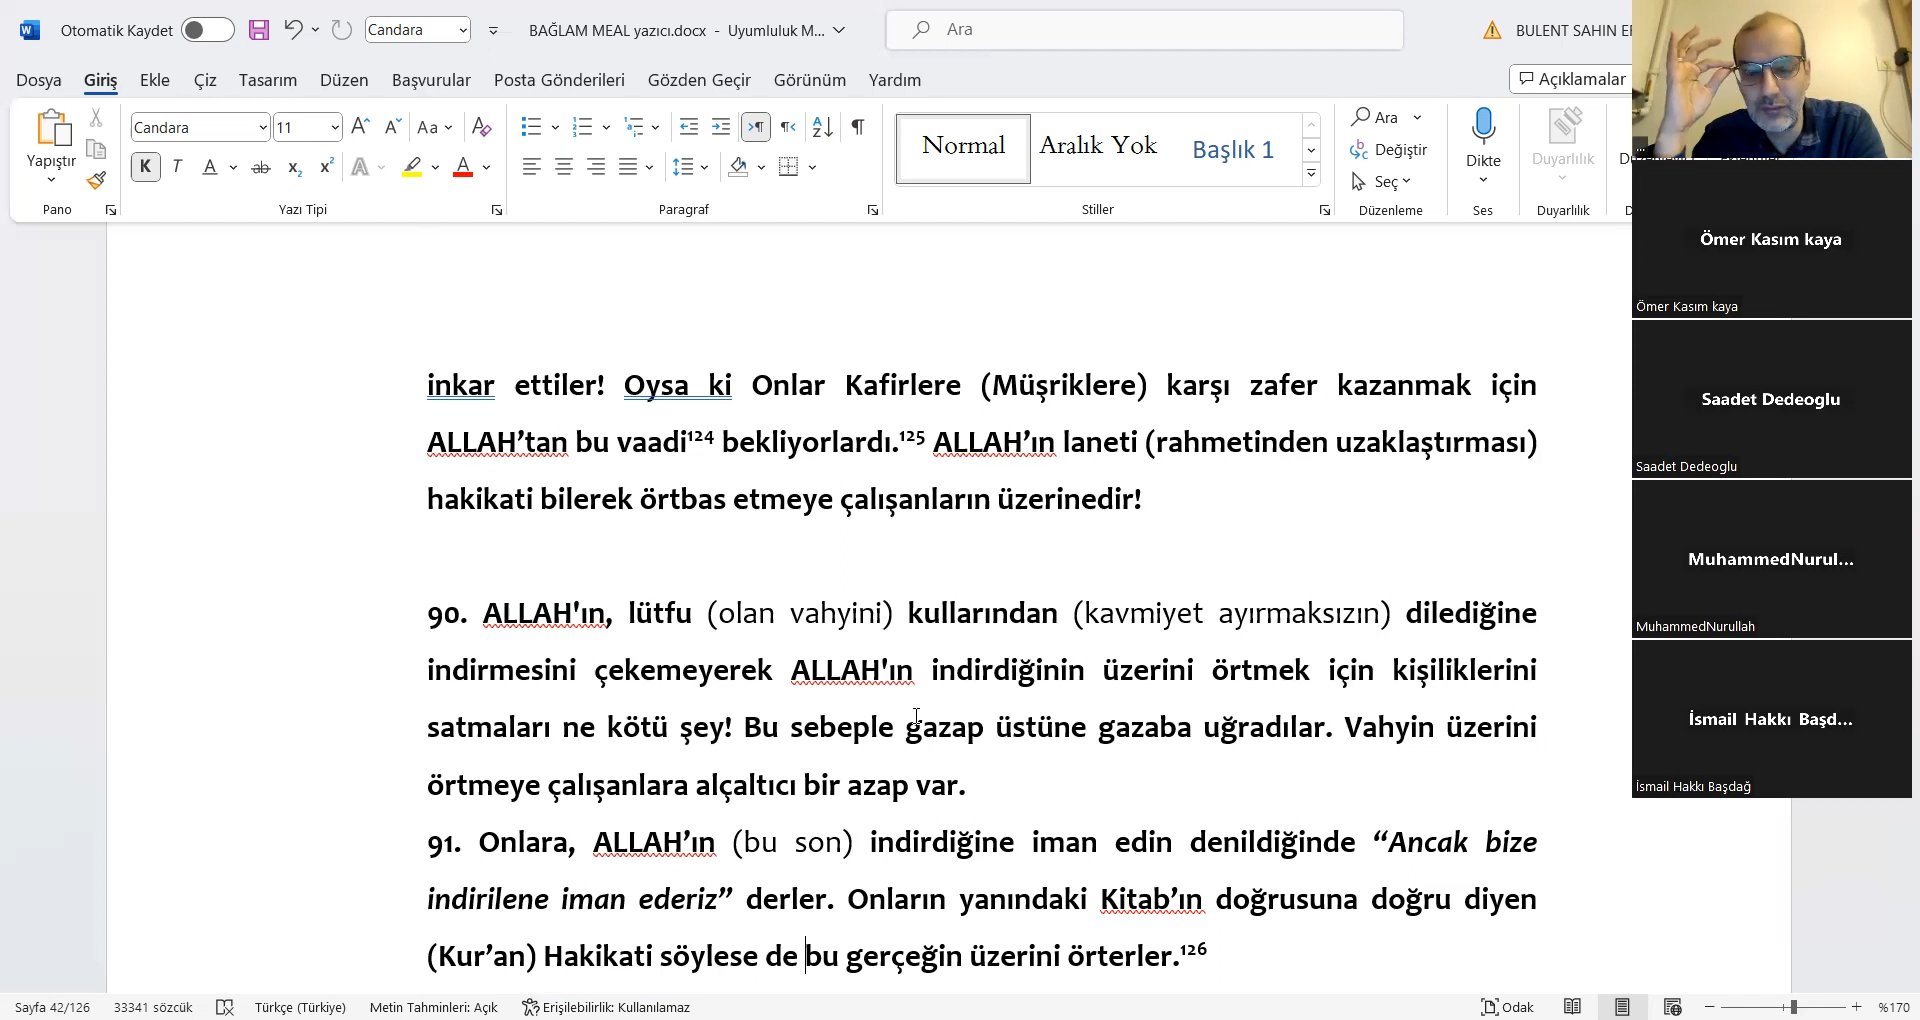 Otomatik Kaydet
Candara
BAĞLAM MEAL yazıcı.docx - Uyumluluk M...
Ara
BULENT SAHIN
Dosya Giriş Ekle Çiz Tasarım Düzen Başvurular Posta Gönderileri Gözden Geçir Görünüm Yardım
Açıklamalar
Yapıştır
Candara 11
Normal Aralık Yok Başlık 1
Ara
Değiştir
Seç
Dikte
Duyarlılık
Pano Yazı Tipi Paragraf Stiller Düzenleme Ses Duyarlılık
inkar ettiler! Oysa ki Onlar Kafirlere (Müşriklere) karşı zafer kazanmak için
ALLAH’tan bu vaadi¹²⁴ bekliyorlardı.¹²⁵ ALLAH’ın laneti (rahmetinden uzaklaştırması)
hakikati bilerek örtbas etmeye çalışanların üzerinedir!
90. ALLAH'ın, lütfu (olan vahyini) kullarından (kavmiyet ayırmaksızın) dilediğine
indirmesini çekemeyerek ALLAH'ın indirdiğinin üzerini örtmek için kişiliklerini
satmaları ne kötü şey! Bu sebeple gazap üstüne gazaba uğradılar. Vahyin üzerini
örtmeye çalışanlara alçaltıcı bir azap var.
91. Onlara, ALLAH’ın (bu son) indirdiğine iman edin denildiğinde “Ancak bize
indirilene iman ederiz” derler. Onların yanındaki Kitab’ın doğrusuna doğru diyen
(Kur’an) Hakikati söylese de bu gerçeğin üzerini örterler.¹²⁶
Ömer Kasım kaya
Ömer Kasım kaya
Saadet Dedeoglu
Saadet Dedeoglu
MuhammedNurul...
MuhammedNurullah
İsmail Hakkı Başd...
İsmail Hakkı Başdağ
Sayfa 42/126 33341 sözcük Türkçe (Türkiye) Metin Tahminleri: Açık Erişilebilirlik: Kullanılamaz Odak %170